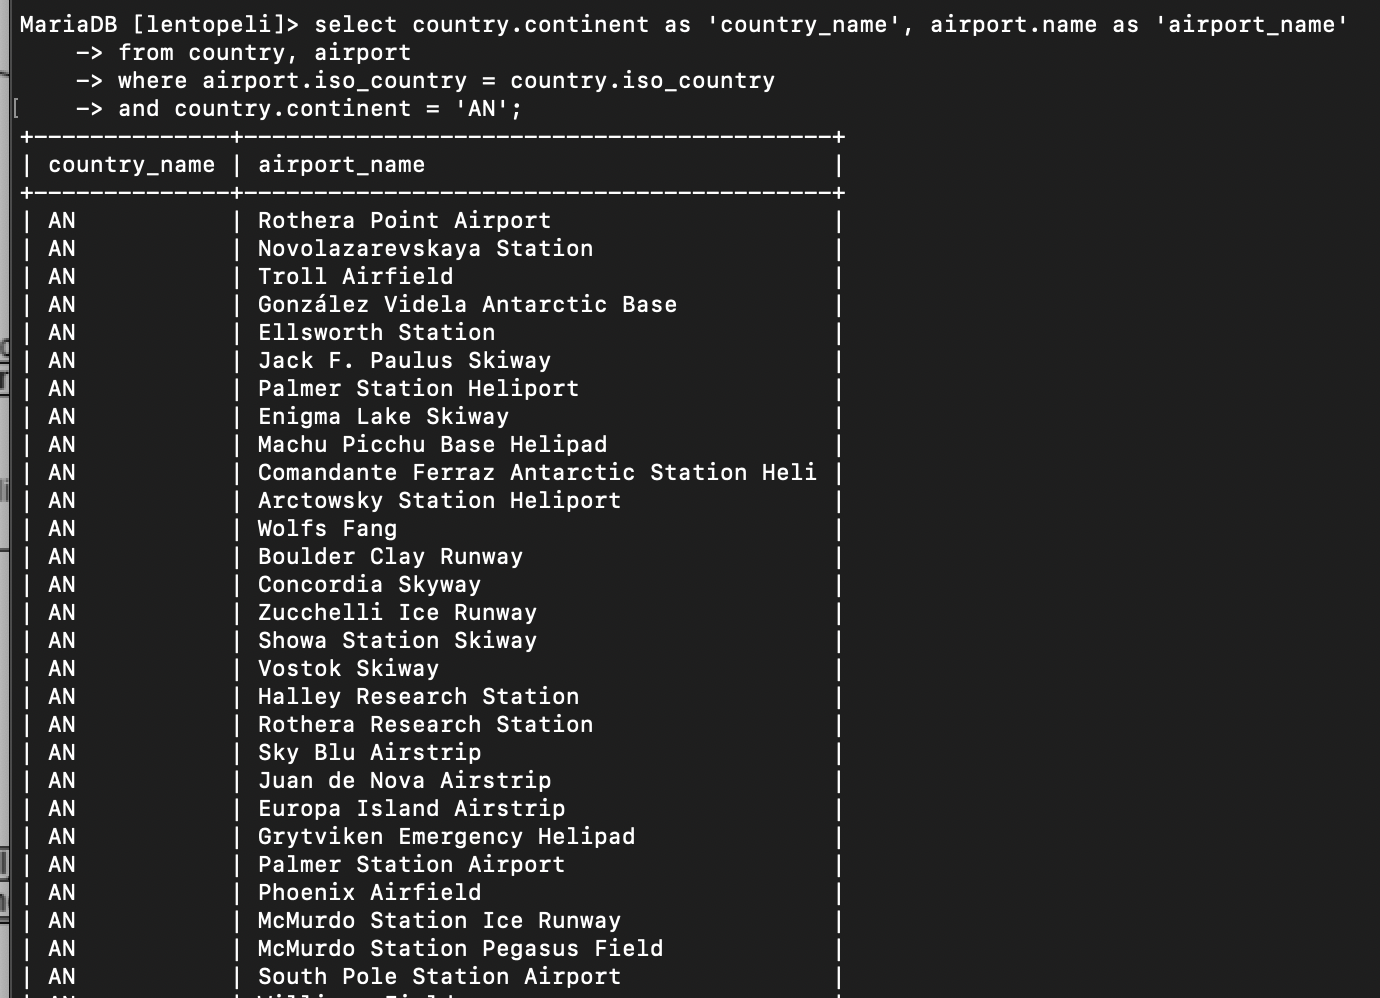 MariaDB [lentopeli]> select country.continent as 'country_name', airport.name as 'airport_name'
-> from country, airport
-> where airport.iso_country = country.iso_country
-> and country.continent = 'AN';
+--------------+------------------------------------------+
| country_name | airport_name |
+--------------+------------------------------------------+
| AN | Rothera Point Airport |
| AN | Novolazarevskaya Station |
| AN | Troll Airfield |
| AN | González Videla Antarctic Base |
| AN | Ellsworth Station |
| AN | Jack F. Paulus Skiway |
| AN | Palmer Station Heliport |
| AN | Enigma Lake Skiway |
| AN | Machu Picchu Base Helipad |
| AN | Comandante Ferraz Antarctic Station Heli |
| AN | Arctowsky Station Heliport |
| AN | Wolfs Fang |
| AN | Boulder Clay Runway |
| AN | Concordia Skyway |
| AN | Zucchelli Ice Runway |
| AN | Showa Station Skiway |
| AN | Vostok Skiway |
| AN | Halley Research Station |
| AN | Rothera Research Station |
| AN | Sky Blu Airstrip |
| AN | Juan de Nova Airstrip |
| AN | Europa Island Airstrip |
| AN | Grytviken Emergency Helipad |
| AN | Palmer Station Airport |
| AN | Phoenix Airfield |
| AN | McMurdo Station Ice Runway |
| AN | McMurdo Station Pegasus Field |
| AN | South Pole Station Airport |